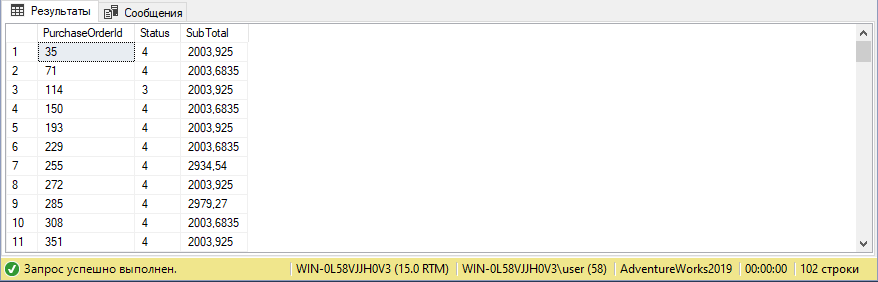 Результаты Сообщения
PurchaseOrderId Status SubTotal
1 35 4 2003,925
2 71 4 2003,6835
3 114 3 2003,925
4 150 4 2003,6835
5 193 4 2003,925
6 229 4 2003,6835
7 255 4 2934,54
8 272 4 2003,925
9 285 4 2979,27
10 308 4 2003,6835
11 351 4 2003,925
Запрос успешно выполнен. WIN-0L58VJJH0V3 (15.0 RTM) WIN-0L58VJJH0V3\user (58) AdventureWorks2019 00:00:00 102 строки